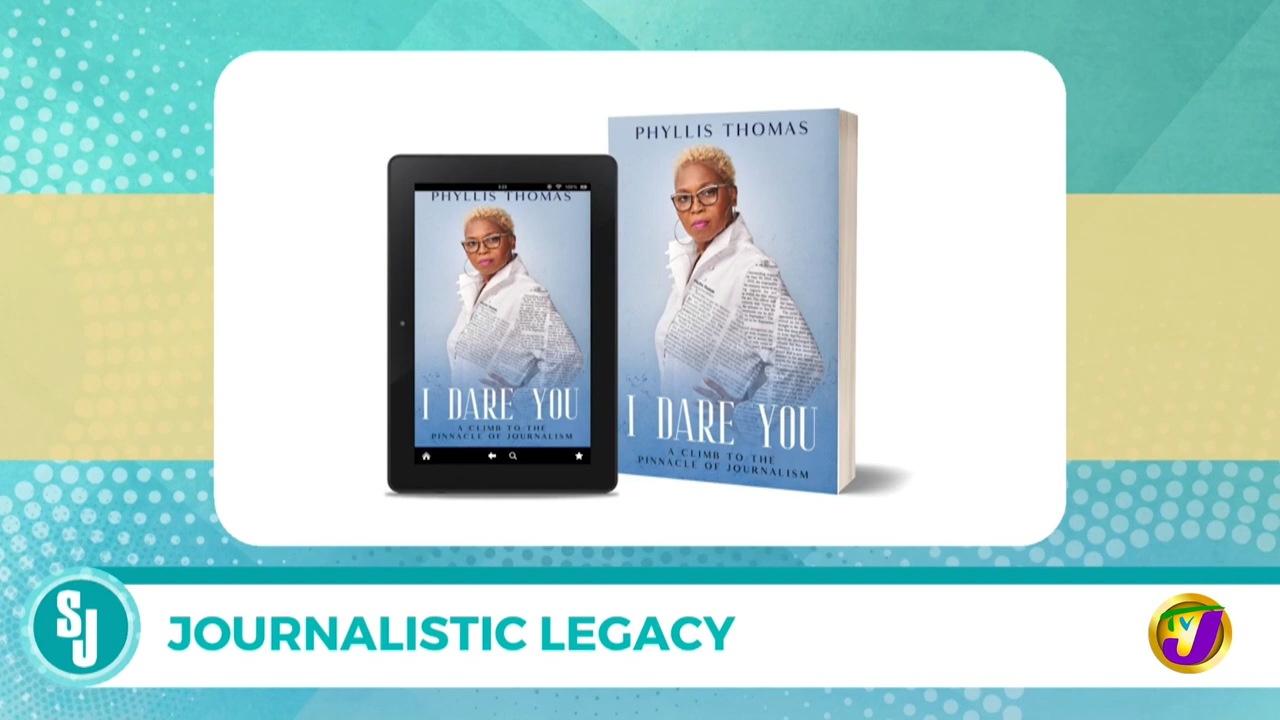 PHYLLIS THOMAS
I DARE YOU
A CLIMB TO THE
PINNACLE OF JOURNALISM
PHYLLIS THOMAS
I DARE YOU
A CLIMB TO THE
PINNACLE OF JOURNALISM
SJ
JOURNALISTIC LEGACY
TVJ